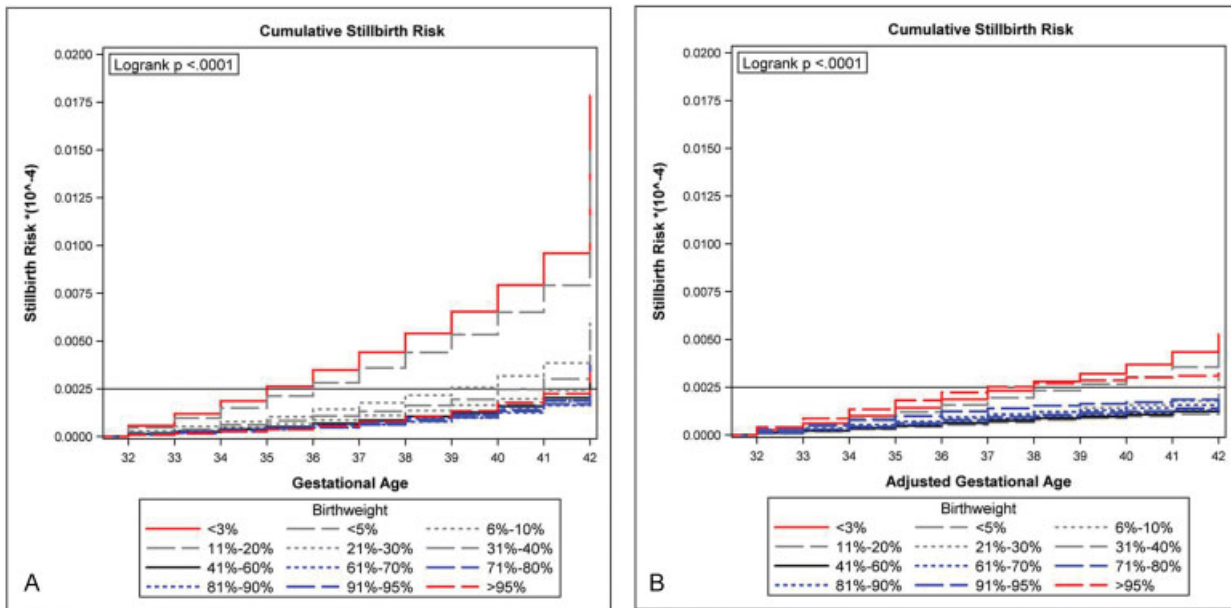 Cumulative Stillbirth Risk
Logrank p <.0001
0.0200
0.0175
0.0150
0.0125
0.0100
0.0075
0.0050
0.0025
0.0000
Stillbirth Risk *(10^-4)
32 33 34 35 36 37 38 39 40 41 42
Gestational Age
Birthweight
<3% <5% 6%-10%
11%-20% 21%-30% 31%-40%
41%-60% 61%-70% 71%-80%
81%-90% 91%-95% >95%
A
Cumulative Stillbirth Risk
Logrank p <.0001
0.0200
0.0175
0.0150
0.0125
0.0100
0.0075
0.0050
0.0025
0.0000
Stillbirth Risk *(10^-4)
32 33 34 35 36 37 38 39 40 41 42
Adjusted Gestational Age
Birthweight
<3% <5% 6%-10%
11%-20% 21%-30% 31%-40%
41%-60% 61%-70% 71%-80%
81%-90% 91%-95% >95%
B